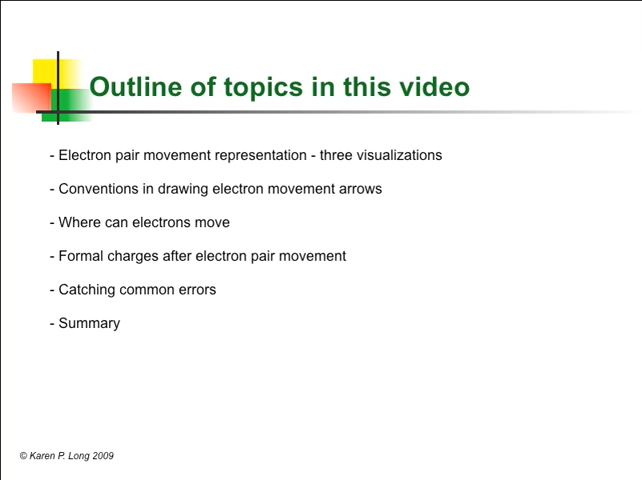 Outline of topics in this video
- Electron pair movement representation - three visualizations
- Conventions in drawing electron movement arrows
- Where can electrons move
- Formal charges after electron pair movement
- Catching common errors
- Summary
© Karen P. Long 2009